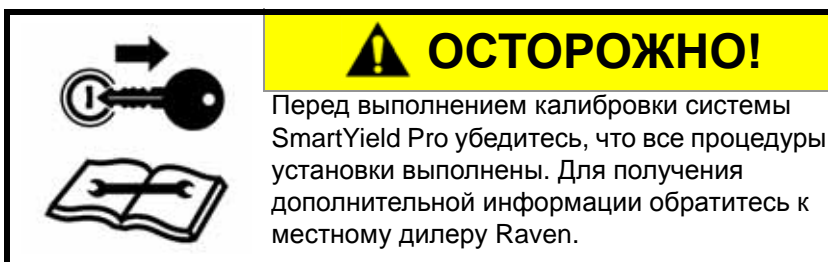 ОСТОРОЖНО!
Перед выполнением калибровки системы
SmartYield Pro убедитесь, что все процедуры
установки выполнены. Для получения
дополнительной информации обратитесь к
местному дилеру Raven.